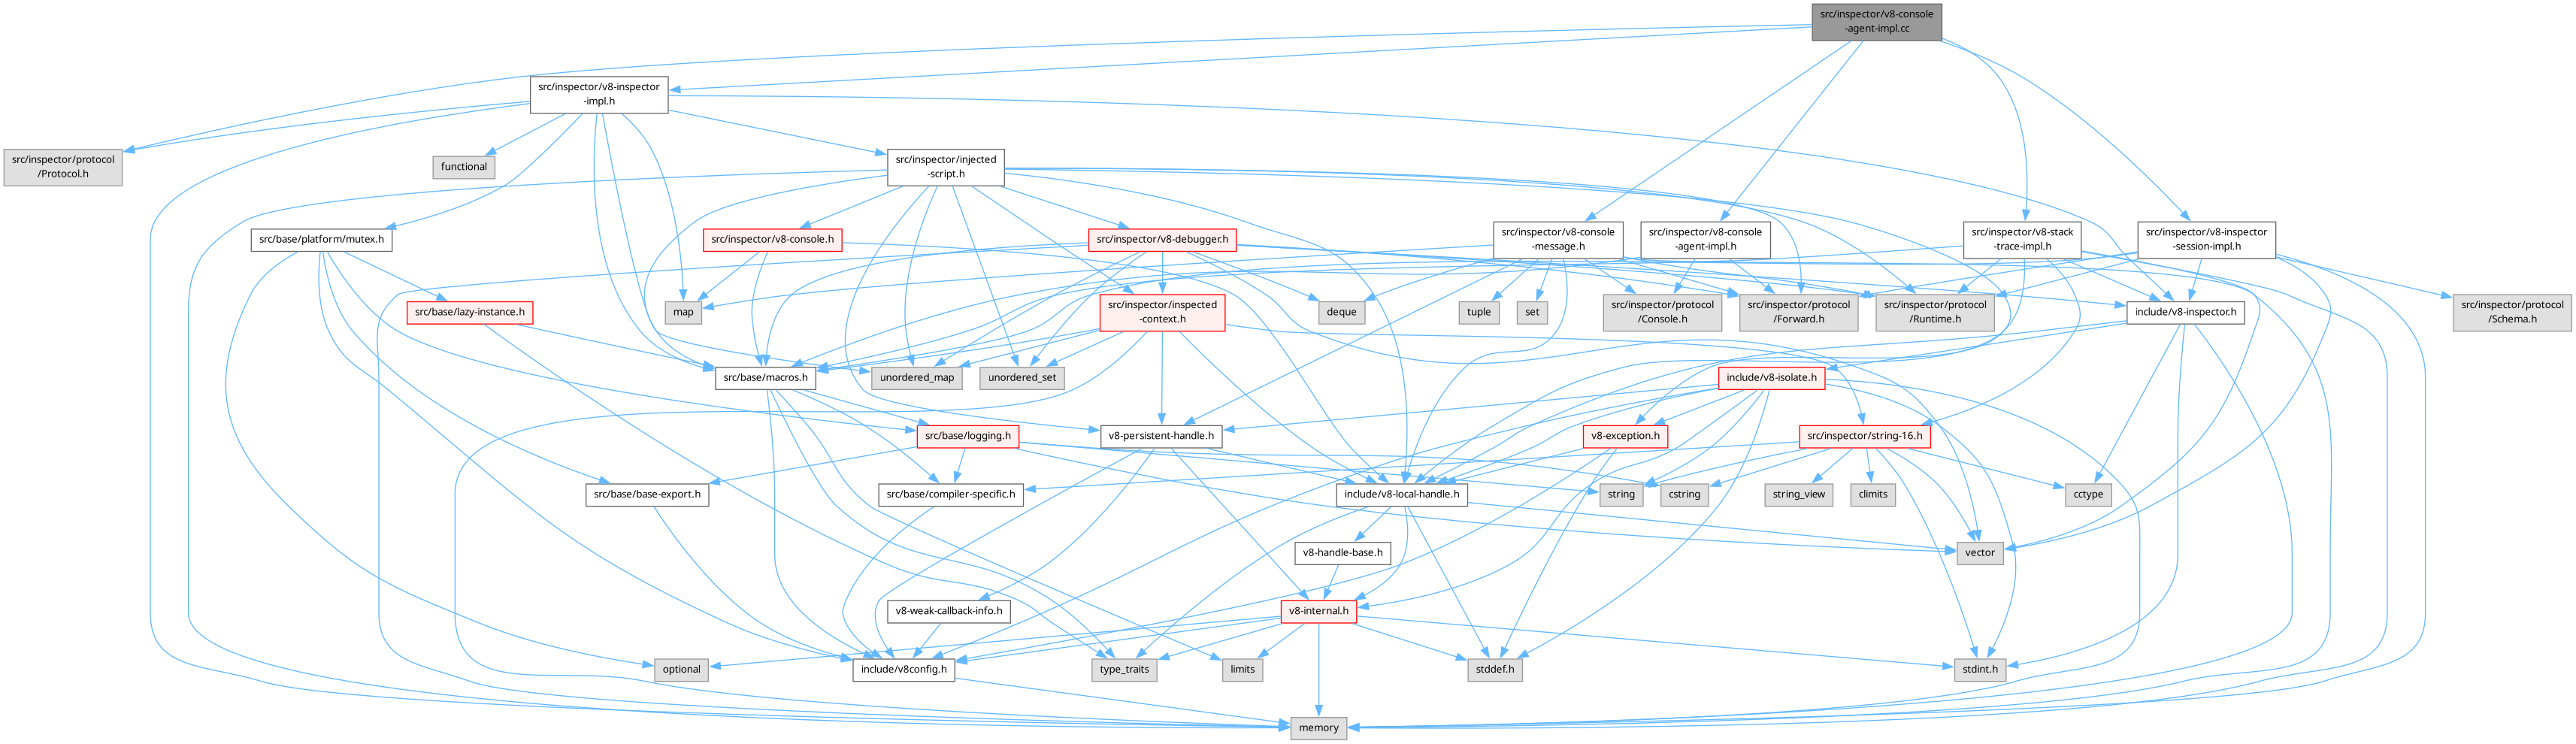 src/inspector/v8-console
-agent-impl.cc
src/inspector/v8-inspector
-impl.h
src/inspector/protocol
/Protocol.h
functional
src/inspector/injected
-script.h
src/base/platform/mutex.h
src/inspector/v8-console.h
src/inspector/v8-debugger.h
src/inspector/v8-console
-message.h
src/inspector/v8-console
-agent-impl.h
src/inspector/v8-stack
-trace-impl.h
src/inspector/v8-inspector
-session-impl.h
src/base/lazy-instance.h
map
src/inspector/inspected
-context.h
deque
tuple
set
src/inspector/protocol
/Console.h
src/inspector/protocol
/Forward.h
src/inspector/protocol
/Runtime.h
include/v8-inspector.h
src/inspector/protocol
/Schema.h
src/base/macros.h
unordered_map
unordered_set
include/v8-isolate.h
src/base/logging.h
v8-persistent-handle.h
v8-exception.h
src/inspector/string-16.h
src/base/base-export.h
src/base/compiler-specific.h
include/v8-local-handle.h
string
cstring
string_view
climits
cctype
v8-handle-base.h
vector
v8-weak-callback-info.h
v8-internal.h
optional
include/v8config.h
type_traits
limits
stddef.h
stdint.h
memory